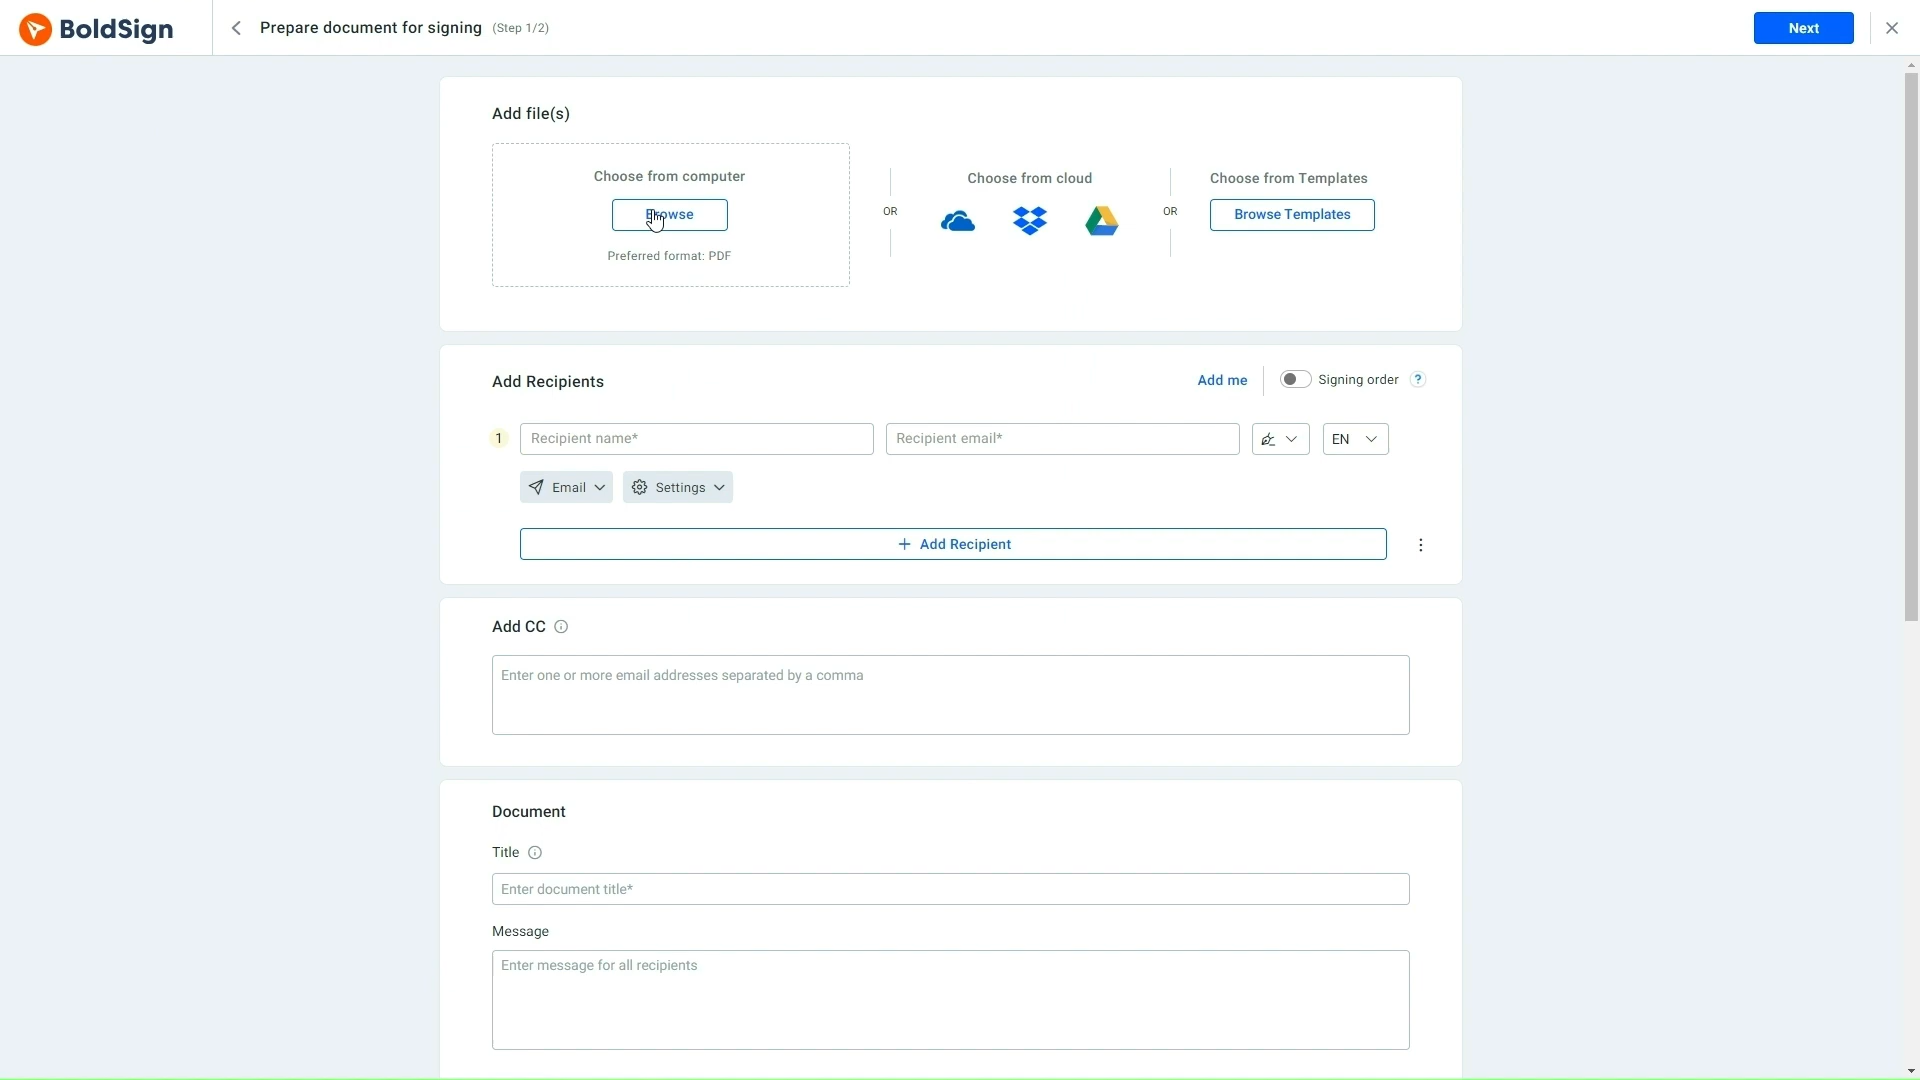 BoldSign
Prepare document for signing (Step 1/2)
Next
Add file(s)
Choose from computer
Browse
Preferred format: PDF
OR
Choose from cloud
OR
Choose from Templates
Browse Templates
Add Recipients
Add me
Signing order ?
1 Recipient name* Recipient email* EN
Email Settings
+ Add Recipient
Add CC
Enter one or more email addresses separated by a comma
Document
Title
Enter document title*
Message
Enter message for all recipients